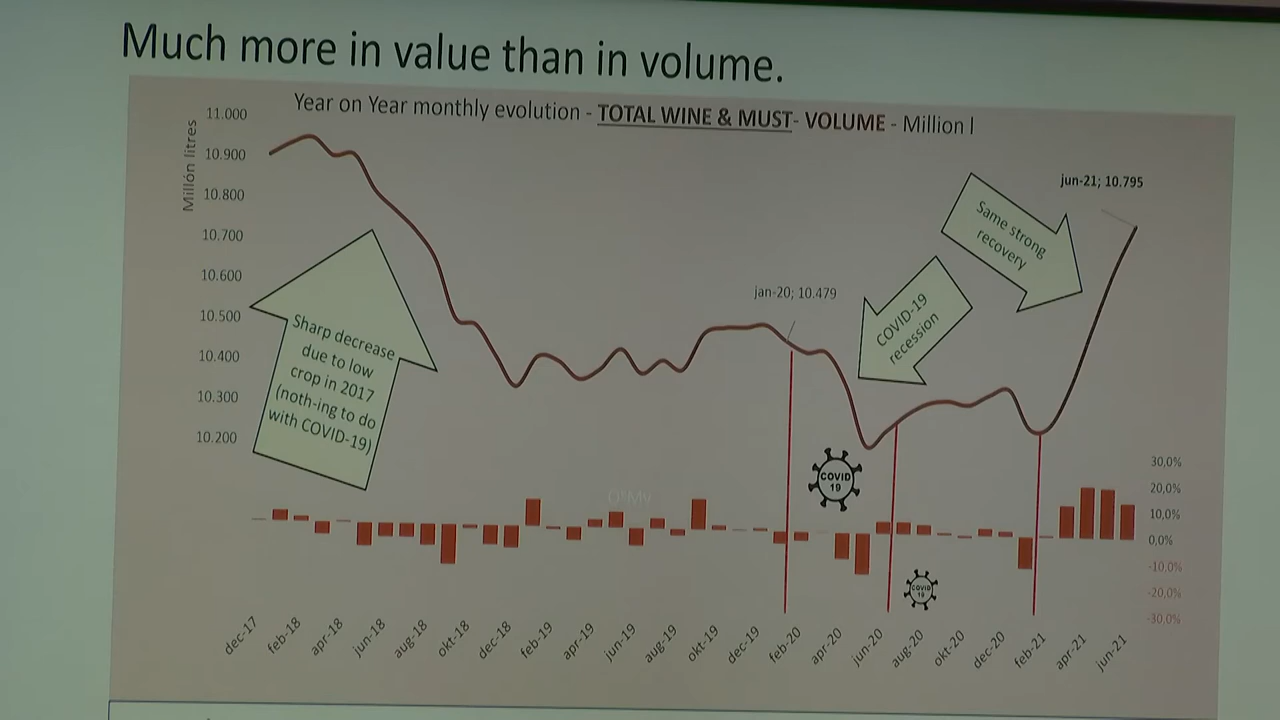 Much more in value than in volume.
Year on Year monthly evolution - TOTAL WINE & MUST- VOLUME - Million l
Millón litres
11.000
10.900
10.800
10.700
10.600
10.500
10.400
10.300
10.200
Sharp decrease
due to low
crop in 2017
(noth-ing to do
with COVID-19)
jan-20; 10.479
COVID-19
recession
Same strong
recovery
jun-21; 10.795
COVID
19
COVID
19
30,0%
20,0%
10,0%
0,0%
-10,0%
-20,0%
-30,0%
dec-17
feb-18
apr-18
jun-18
aug-18
okt-18
dec-18
feb-19
apr-19
jun-19
aug-19
okt-19
dec-19
feb-20
apr-20
jun-20
aug-20
okt-20
dec-20
feb-21
apr-21
jun-21